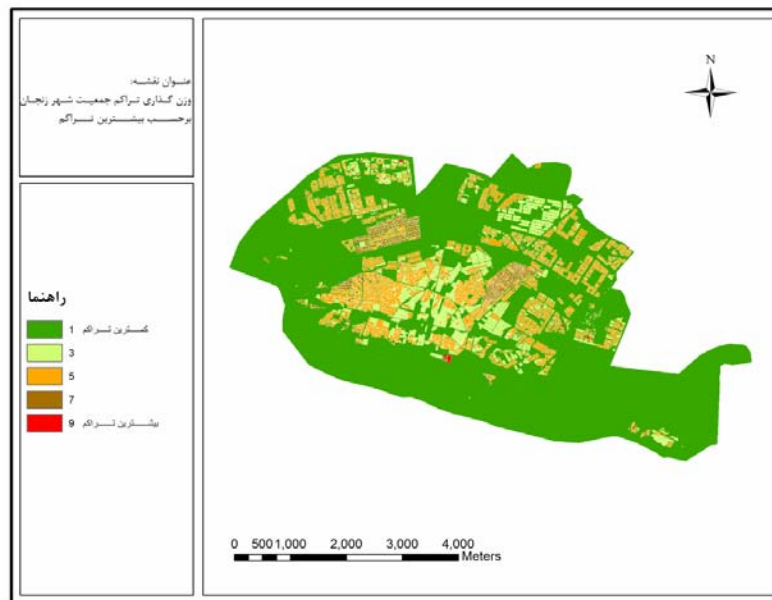 عنوان نقشه:
وزن گذاری تراکم جمعیت شهر زنجان
برحسب بیشترین تراکم
N
راهنما
1 کمترین تراکم
3
5
7
9 بیشترین تراکم
0 500 1,000 2,000 3,000 4,000
Meters